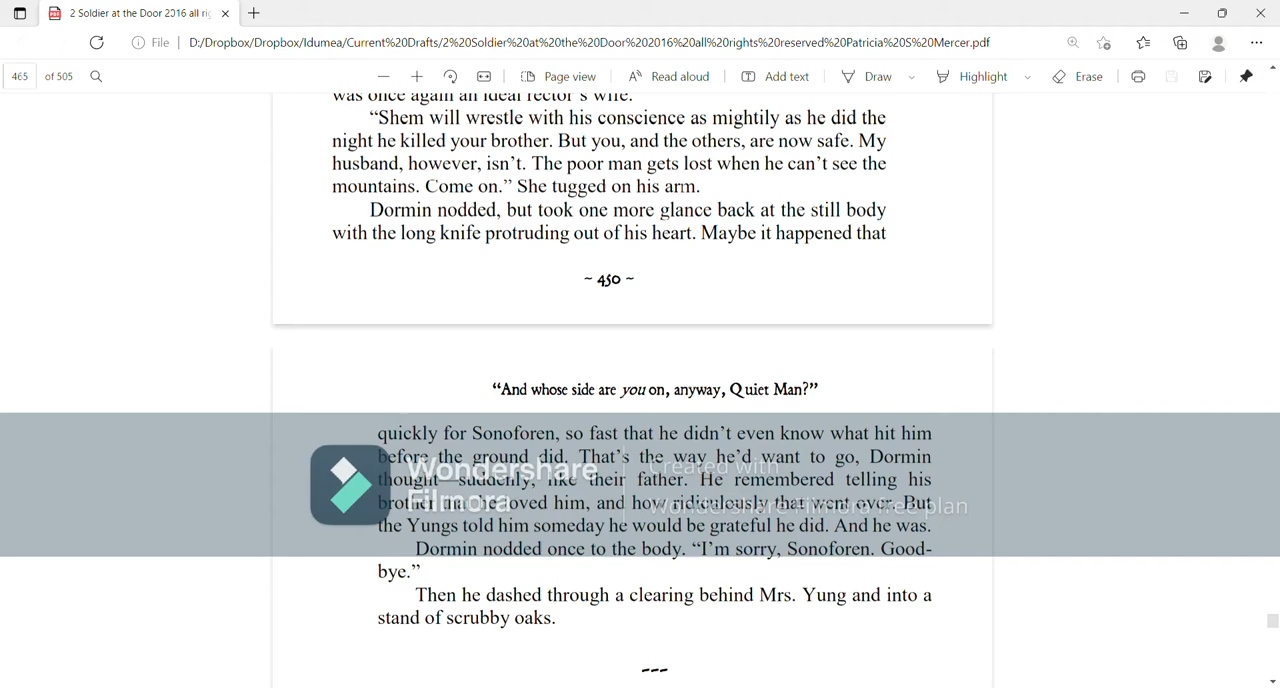 2 Soldier at the Door 2016 all ri
File
D:/Dropbox/Dropbox/Idumea/Current%20Drafts/2%20Soldier%20at%20the%20Door%202016%20all%20rights%20reserved%20Patricia%20S%20Mercer.pdf
465 of 505
Page view
Read aloud
Add text
Draw
Highlight
Erase
was once again an ideal rector's wife.
“Shem will wrestle with his conscience as mightily as he did the
night he killed your brother. But you, and the others, are now safe. My
husband, however, isn’t. The poor man gets lost when he can’t see the
mountains. Come on.” She tugged on his arm.
Dormin nodded, but took one more glance back at the still body
with the long knife protruding out of his heart. Maybe it happened that
~ 450 ~
“And whose side are you on, anyway, Quiet Man?”
quickly for Sonoforen, so fast that he didn’t even know what hit him
before the ground did. That’s the way he’d want to go, Dormin
thought—suddenly, like their father. He remembered telling his
brother that he loved him, and how ridiculously that went over. But
the Yungs told him someday he would be grateful he did. And he was.
Dormin nodded once to the body. “I’m sorry, Sonoforen. Good-
bye.”
Then he dashed through a clearing behind Mrs. Yung and into a
stand of scrubby oaks.
---
Wondershare
Filmora
Created with
Wondershare Filmora free plan